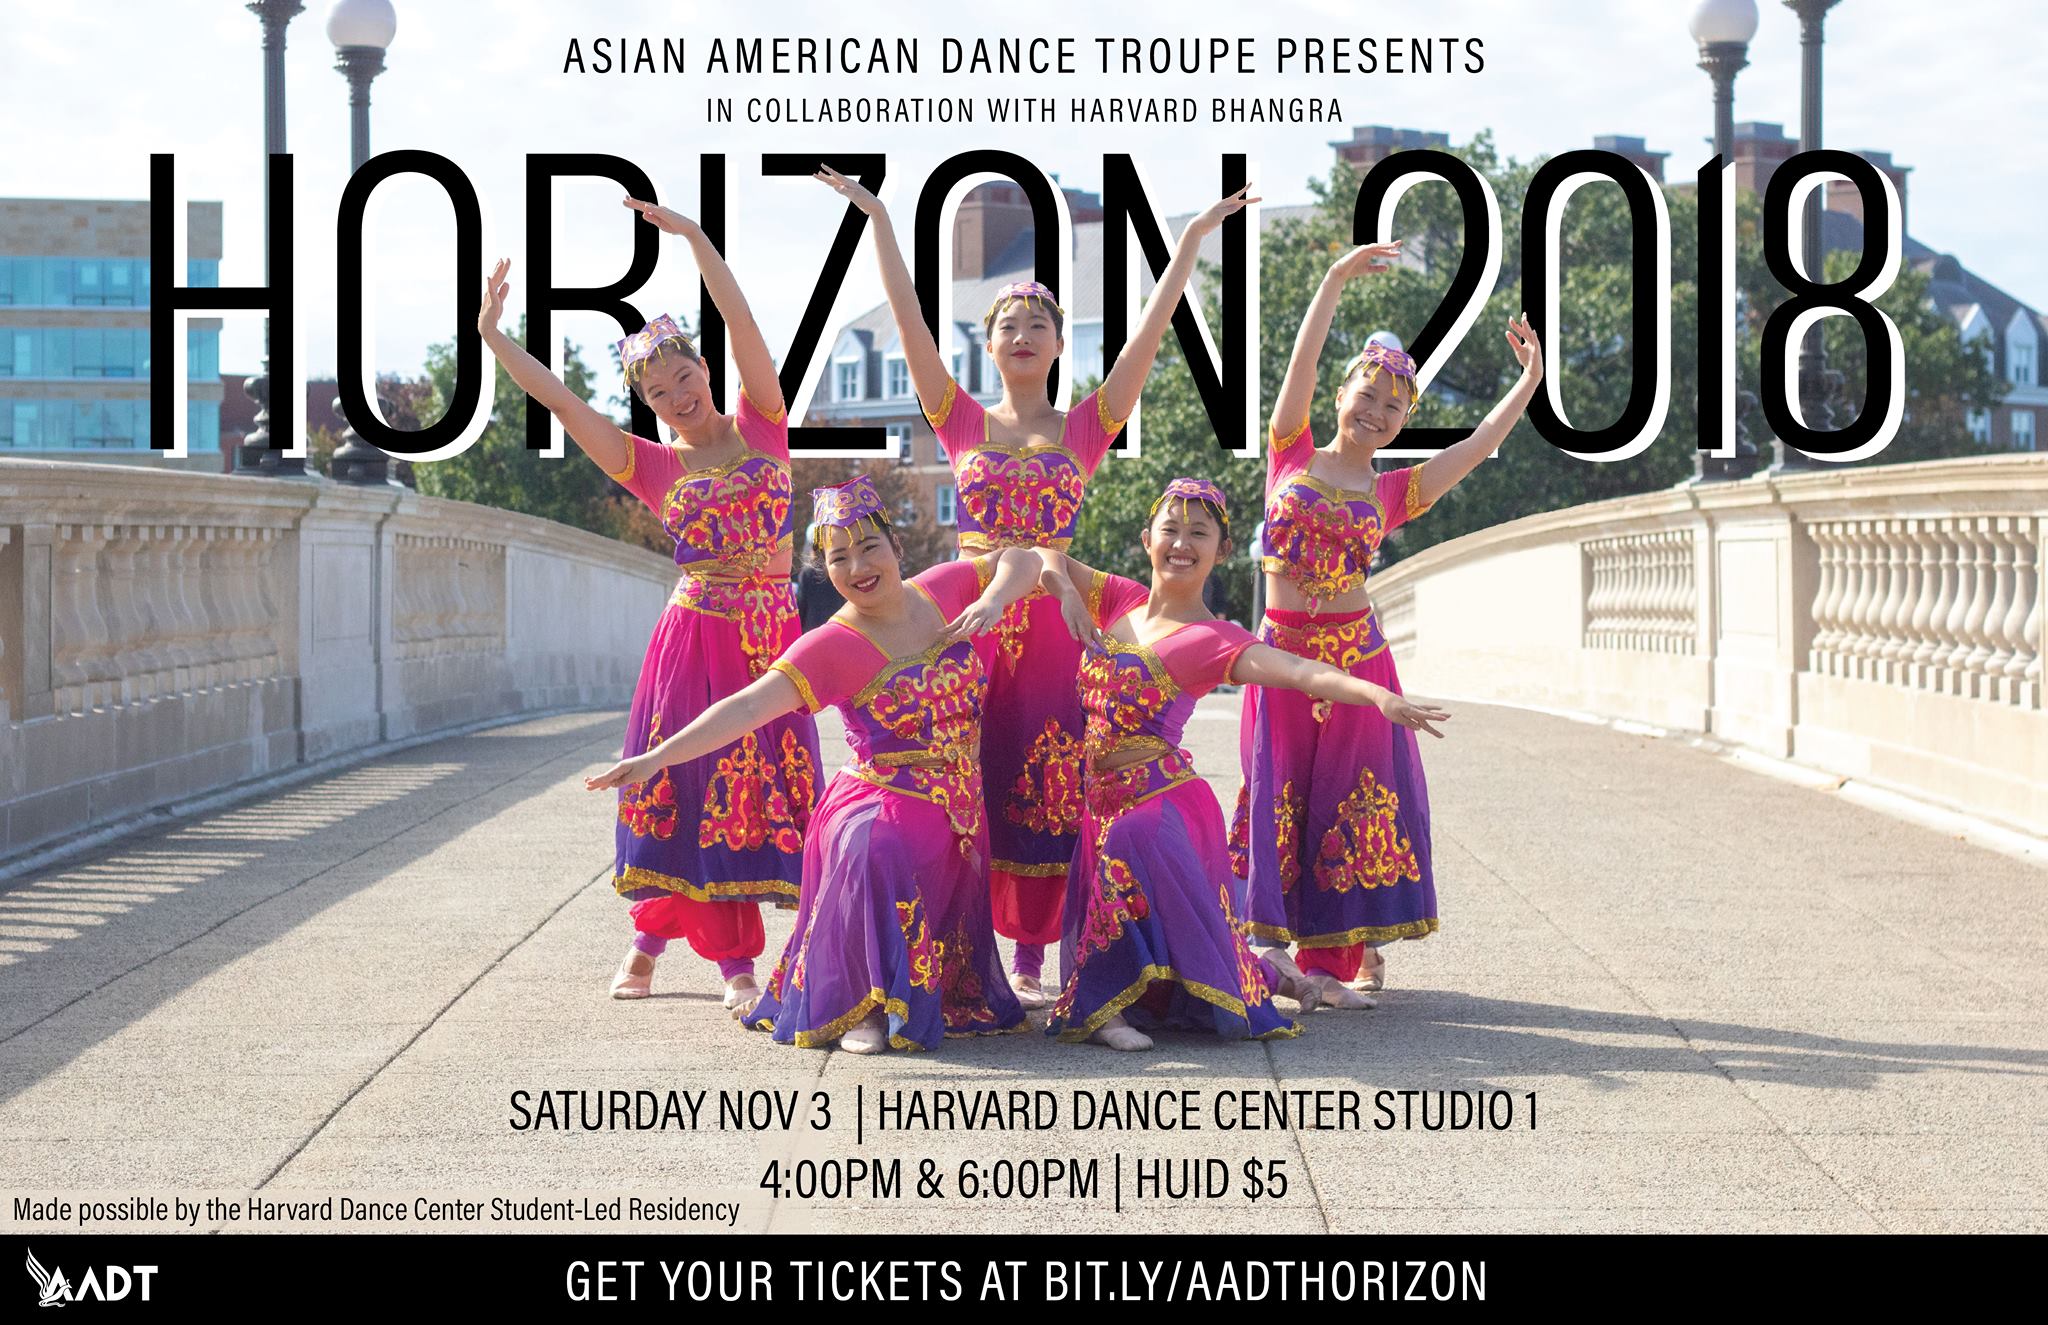 ASIAN AMERICAN DANCE TROUPE PRESENTS
IN COLLABORATION WITH HARVARD BHANGRA
HORIZON 2018
SATURDAY NOV 3 | HARVARD DANCE CENTER STUDIO 1
4:00PM & 6:00PM | HUID $5
Made possible by the Harvard Dance Center Student-Led Residency
AADT
GET YOUR TICKETS AT BIT.LY/AADTHORIZON